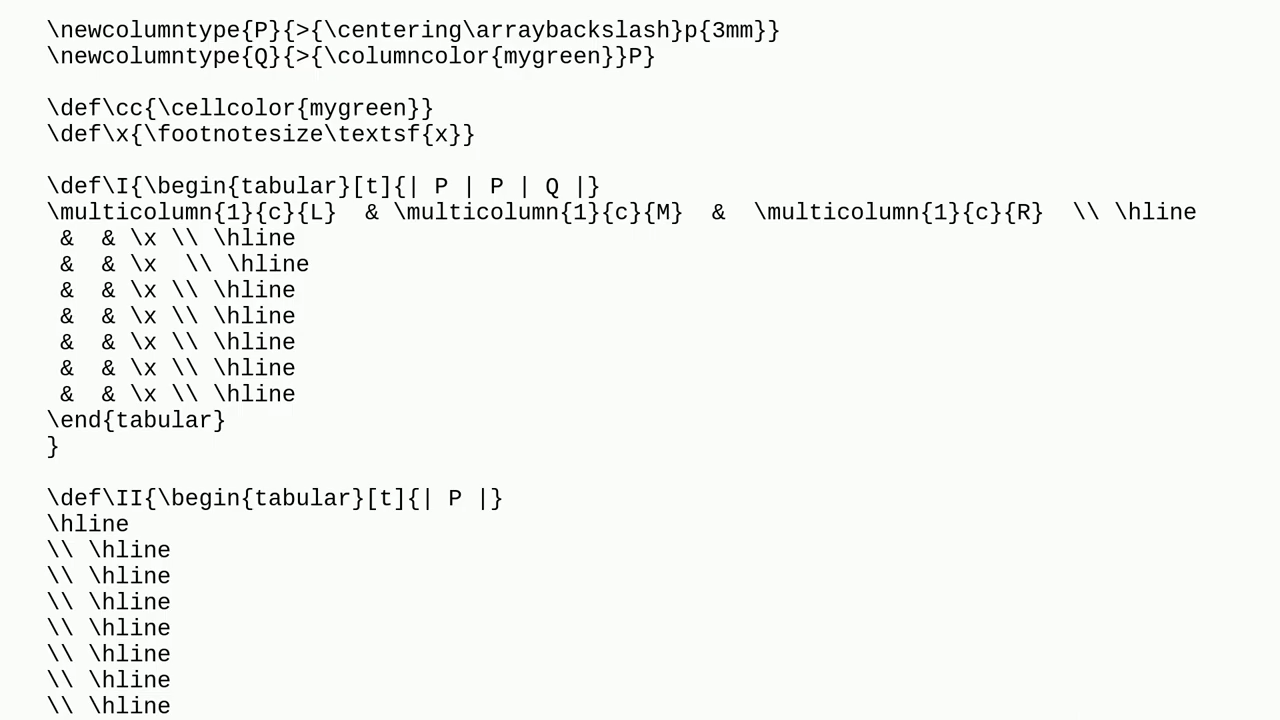 \newcolumntype{P}{>{\centering\arraybackslash}p{3mm}}
\newcolumntype{Q}{>{\columncolor{mygreen}}P}

\def\cc{\cellcolor{mygreen}}
\def\x{\footnotesize\textsf{x}}

\def\I{\begin{tabular}[t]{| P | P | Q |}
\multicolumn{1}{c}{L}  & \multicolumn{1}{c}{M}  &  \multicolumn{1}{c}{R}  \\ \hline
 &  & \x \\ \hline
 &  & \x  \\ \hline
 &  & \x \\ \hline
 &  & \x \\ \hline
 &  & \x \\ \hline
 &  & \x \\ \hline
 &  & \x \\ \hline
\end{tabular}
}

\def\II{\begin{tabular}[t]{| P |}
\hline
\\ \hline
\\ \hline
\\ \hline
\\ \hline
\\ \hline
\\ \hline
\\ \hline